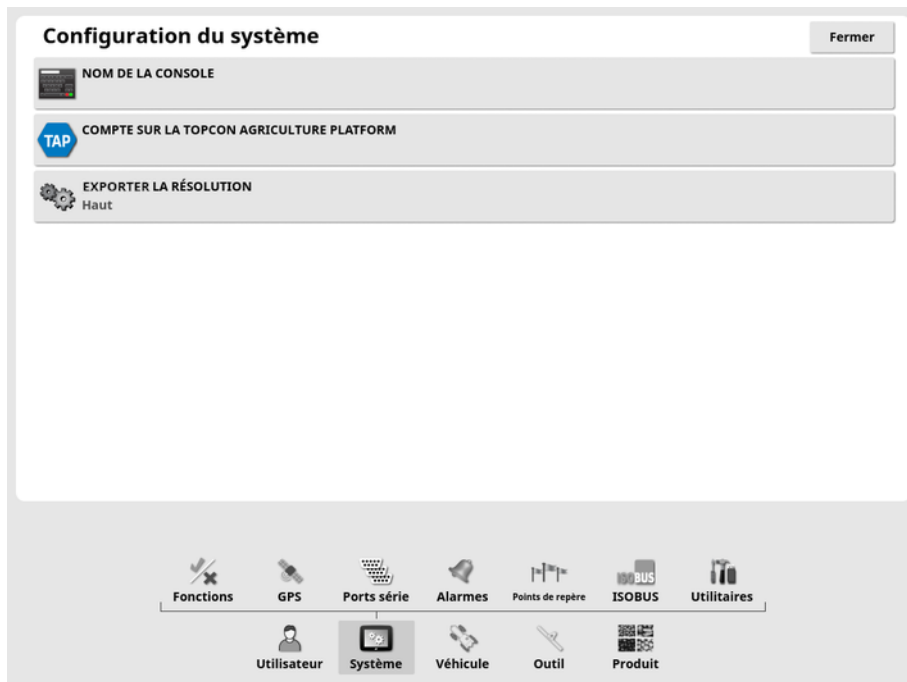 Configuration du système
Fermer
NOM DE LA CONSOLE
TAP
COMPTE SUR LA TOPCON AGRICULTURE PLATFORM
EXPORTER LA RÉSOLUTION
Haut
ISOBUS
Fonctions GPS Ports série Alarmes Points de repère ISOBUS Utilitaires
Utilisateur Système Véhicule Outil Produit